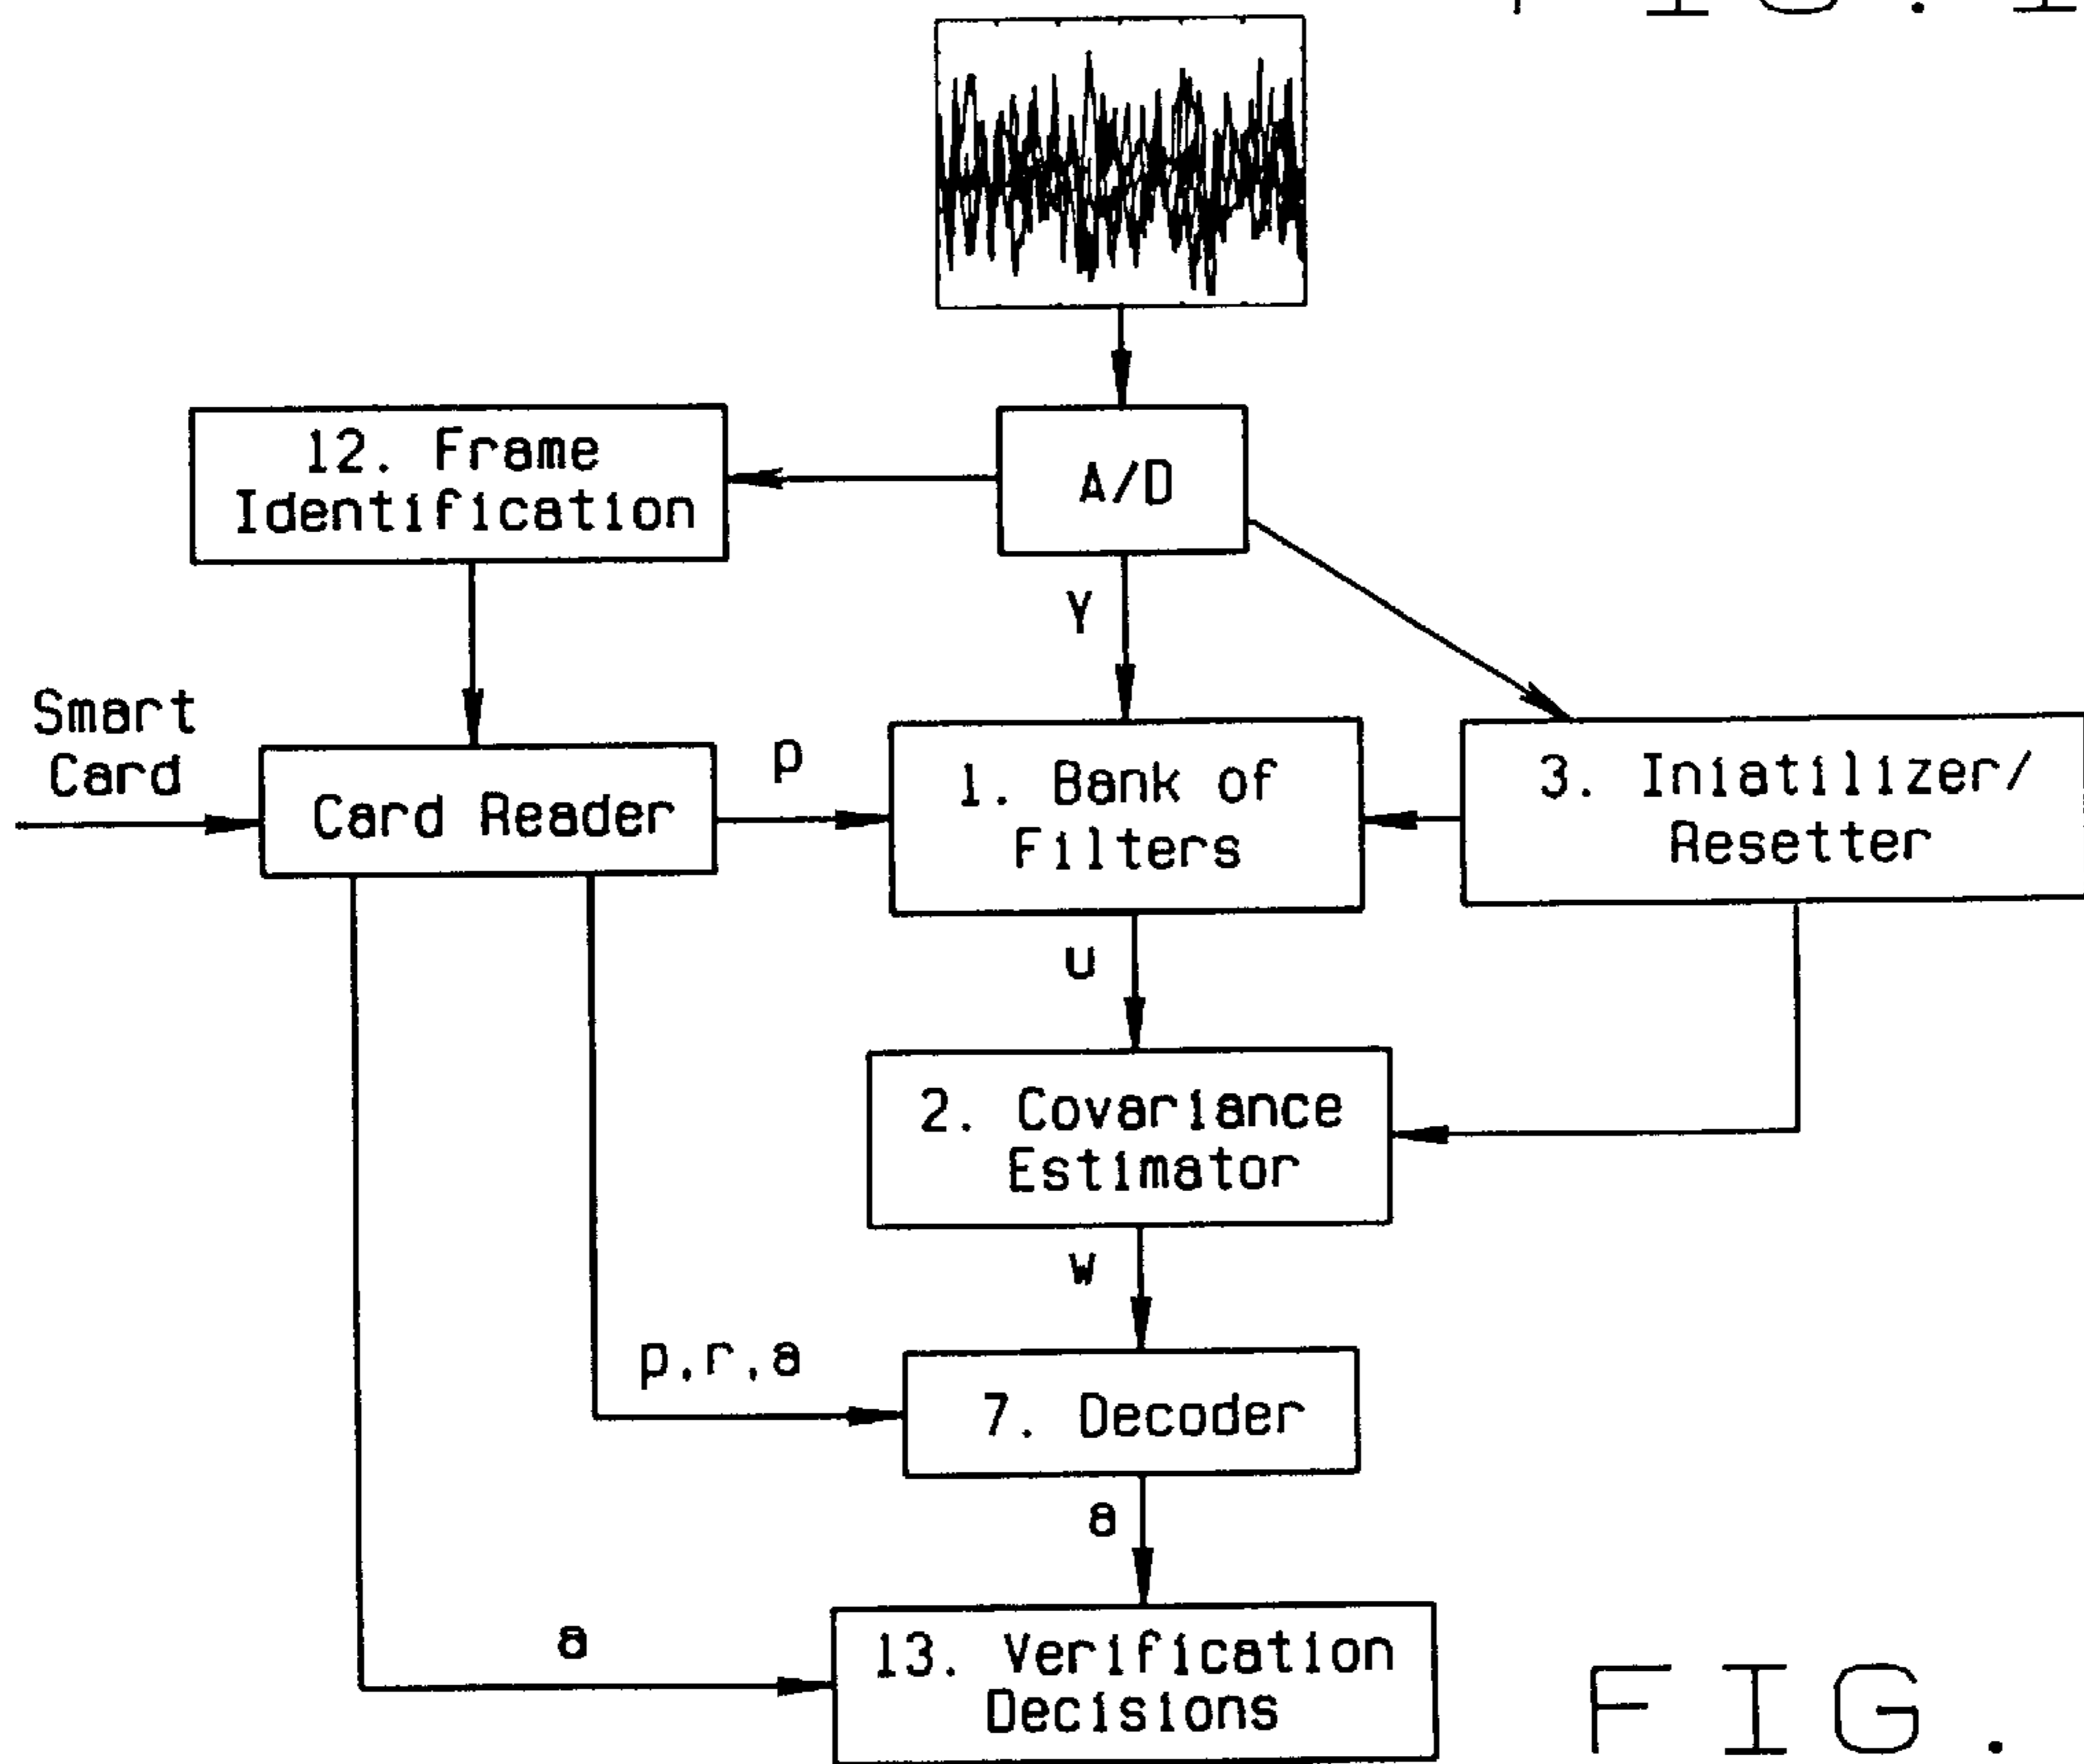 12. Frame
Identification
A/D
Y
Smart
Card
Card Reader
p
1. Bank of
Filters
3. Iniatilizer/
Resetter
u
2. Covariance
Estimator
w
p,r,a
7. Decoder
a
a
13. Verification
Decisions
FIG.